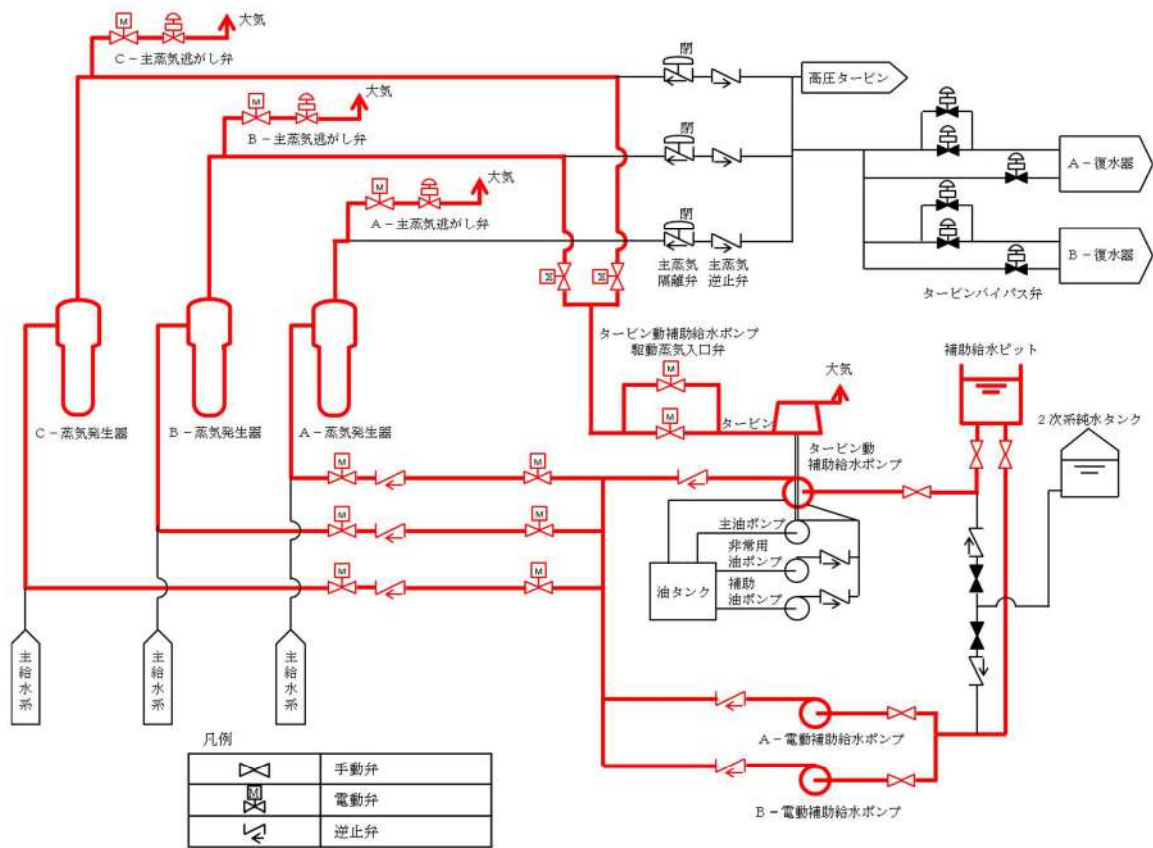 大気
M
C－主蒸気逃がし弁
大気
M
B－主蒸気逃がし弁
大気
M
A－主蒸気逃がし弁
閉
閉
閉
高圧タービン
A－復水器
B－復水器
主蒸気
隔離弁
主蒸気
逆止弁
タービンバイパス弁
M
M
タービン動補助給水ポンプ
駆動蒸気入口弁
M
M
タービン
大気
補助給水ピット
2次系純水タンク
C－蒸気発生器
B－蒸気発生器
A－蒸気発生器
タービン動
補助給水ポンプ
M
M
M
M
M
M
主油ポンプ
非常用
油ポンプ
補助
油ポンプ
油タンク
主給水系
主給水系
主給水系
A－電動補助給水ポンプ
B－電動補助給水ポンプ
凡例
手動弁
M
電動弁
逆止弁